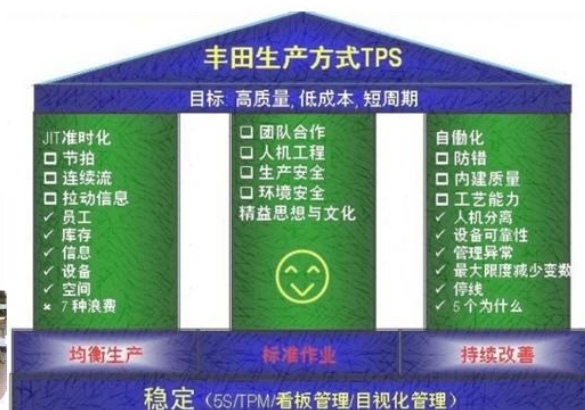 丰田生产方式TPS
目标: 高质量, 低成本, 短周期
JIT准时化
□ 节拍
□ 连续流
□ 拉动信息
✓ 员工
✓ 库存
✓ 信息
✓ 设备
✓ 空间
× 7 种浪费
□ 团队合作
□ 人机工程
□ 生产安全
□ 环境安全
精益思想与文化
自働化
□ 防错
□ 内建质量
□ 工艺能力
✓ 人机分离
✓ 设备可靠性
✓ 管理异常
✓ 最大限度减少变数
✓ 停线
✓ 5 个为什么
均衡生产
标准作业
持续改善
稳定（5S/TPM/看板管理/目视化管理）